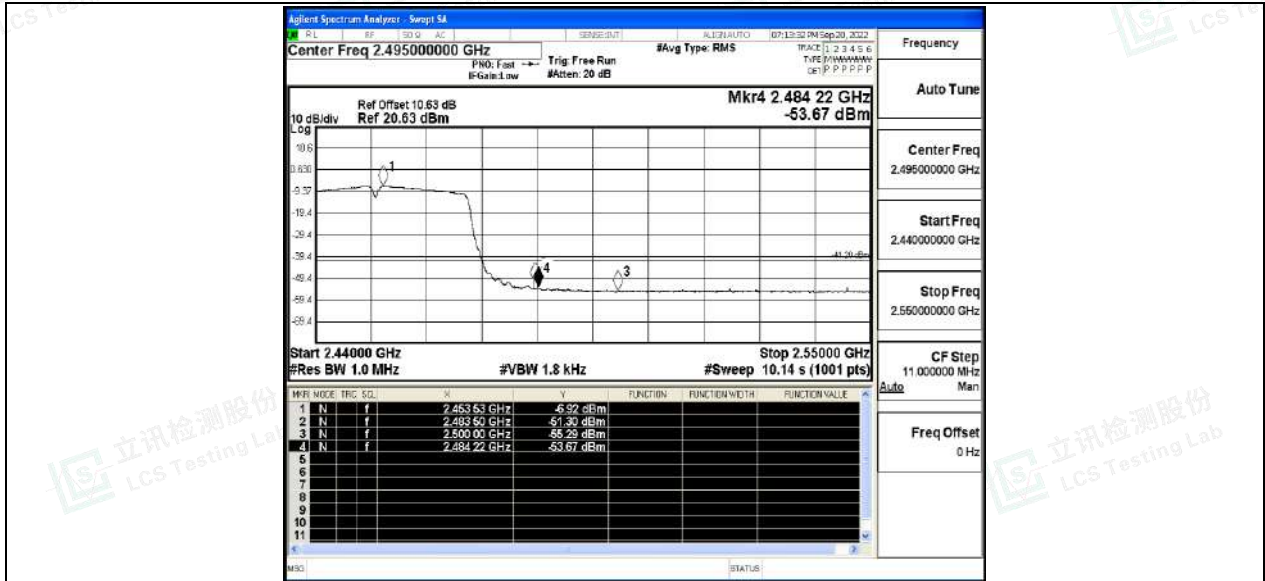 Agilent Spectrum Analyzer - Swept SA
RL RF 50 Ω AC SENSE:INT ALIGNAUTO 07:13:32 PM Sep 20, 2022
Center Freq 2.495000000 GHz
PNO: Fast
IFGain:Low
Trig: Free Run
#Atten: 20 dB
#Avg Type: RMS
TRACE 1 2 3 4 5 6
TYPE MWWWWW
DET P P P P P P
Mkr4 2.484 22 GHz
-53.67 dBm
Ref Offset 10.63 dB
10 dB/div Ref 20.63 dBm
Log
10.6
0.630
-9.37
-19.4
-29.4
-39.4
-49.4
-59.4
-69.4
1
4
3
-41.20 dBm
Start 2.44000 GHz Stop 2.55000 GHz
#Res BW 1.0 MHz #VBW 1.8 kHz #Sweep 10.14 s (1001 pts)
MKR MODE TRC SCL X Y FUNCTION FUNCTION WIDTH FUNCTION VALUE
1 N f 2.453 53 GHz -6.92 dBm
2 N f 2.483 50 GHz -51.30 dBm
3 N f 2.500 00 GHz -55.29 dBm
4 N f 2.484 22 GHz -53.67 dBm
5
6
7
8
9
10
11
MSG STATUS
Frequency
Auto Tune
Center Freq
2.495000000 GHz
Start Freq
2.440000000 GHz
Stop Freq
2.550000000 GHz
CF Step
11.000000 MHz
Auto Man
Freq Offset
0 Hz
立讯检测股份
LCS Testing Lab
立讯检测股份
LCS Testing Lab